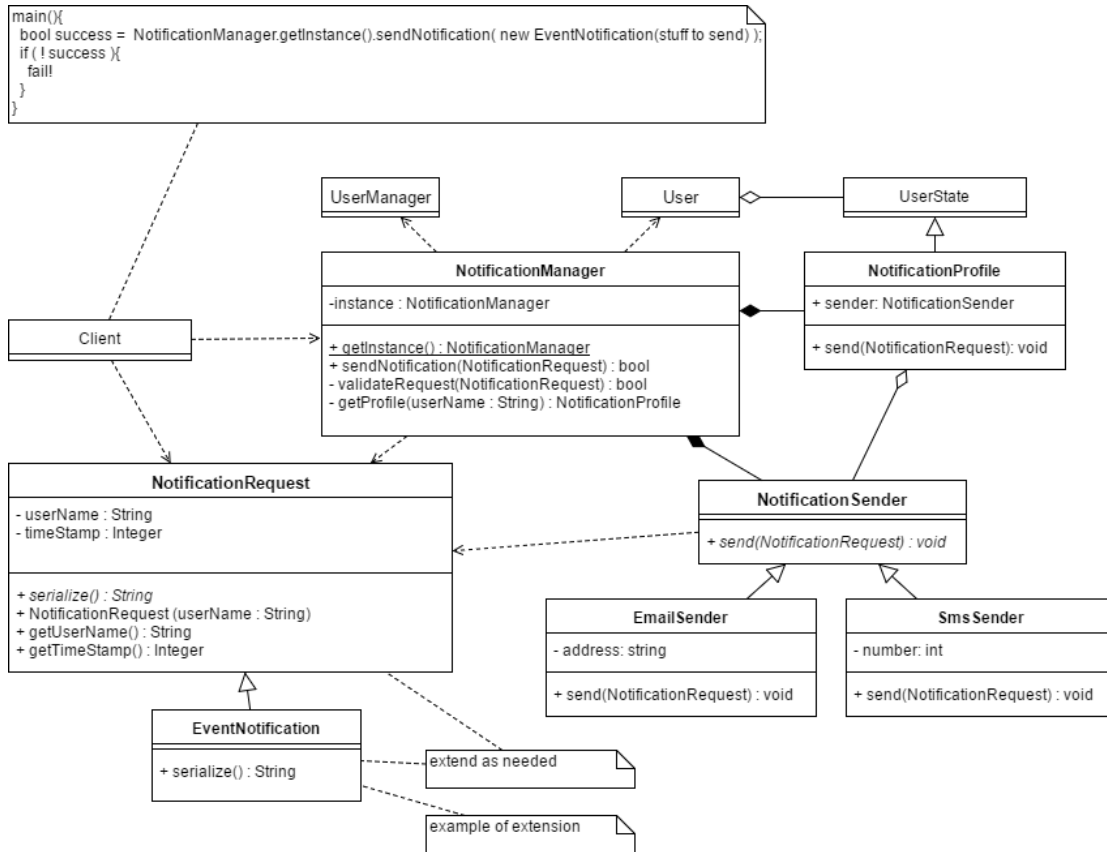 main(){
bool success = NotificationManager.getInstance().sendNotification( new EventNotification(stuff to send) );
if ( ! success ){
fail!
}
}
UserManager
User
UserState
NotificationManager
-instance : NotificationManager
+ getInstance() : NotificationManager
+ sendNotification(NotificationRequest) : bool
- validateRequest(NotificationRequest) : bool
- getProfile(userName : String) : NotificationProfile
NotificationProfile
+ sender: NotificationSender
+ send(NotificationRequest): void
Client
NotificationRequest
- userName : String
- timeStamp : Integer
+ serialize() : String
+ NotificationRequest (userName : String)
+ getUserName() : String
+ getTimeStamp() : Integer
NotificationSender
+ send(NotificationRequest) : void
EmailSender
- address: string
+ send(NotificationRequest) : void
SmsSender
- number: int
+ send(NotificationRequest) : void
EventNotification
+ serialize() : String
extend as needed
example of extension